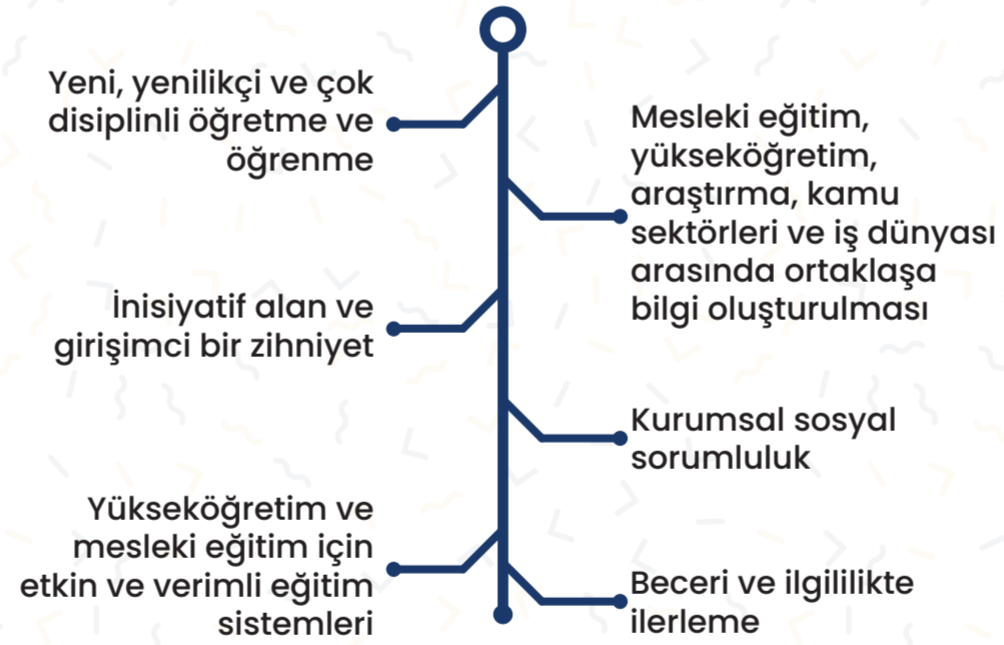 Yeni, yenilikçi ve çok
disiplinli öğretme ve
öğrenme
Mesleki eğitim,
yükseköğretim,
araştırma, kamu
sektörleri ve iş dünyası
arasında ortaklaşa
bilgi oluşturulması
İnisiyatif alan ve
girişimci bir zihniyet
Kurumsal sosyal
sorumluluk
Yükseköğretim ve
mesleki eğitim için
etkin ve verimli eğitim
sistemleri
Beceri ve ilgililikte
ilerleme